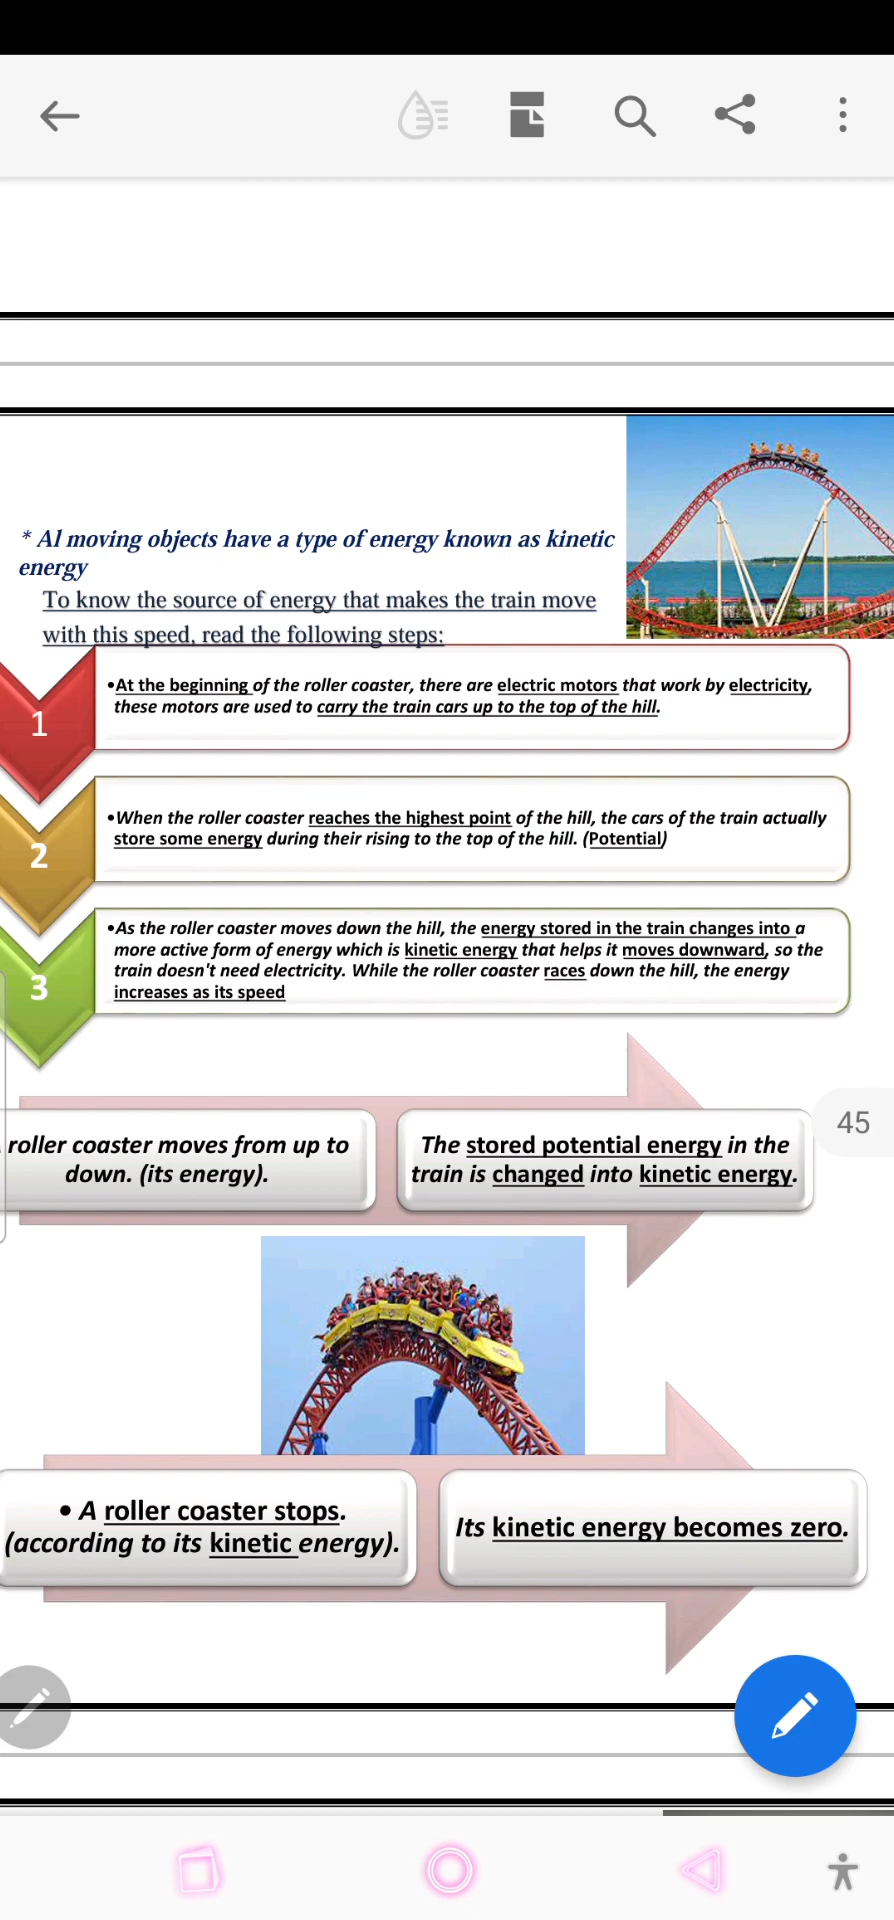 * Al moving objects have a type of energy known as kinetic
energy
To know the source of energy that makes the train move
with this speed, read the following steps:
1
•At the beginning of the roller coaster, there are electric motors that work by electricity,
these motors are used to carry the train cars up to the top of the hill.
2
•When the roller coaster reaches the highest point of the hill, the cars of the train actually
store some energy during their rising to the top of the hill. (Potential)
3
•As the roller coaster moves down the hill, the energy stored in the train changes into a
more active form of energy which is kinetic energy that helps it moves downward, so the
train doesn't need electricity. While the roller coaster races down the hill, the energy
increases as its speed
45
roller coaster moves from up to
down. (its energy).
The stored potential energy in the
train is changed into kinetic energy.
• A roller coaster stops.
(according to its kinetic energy).
Its kinetic energy becomes zero.